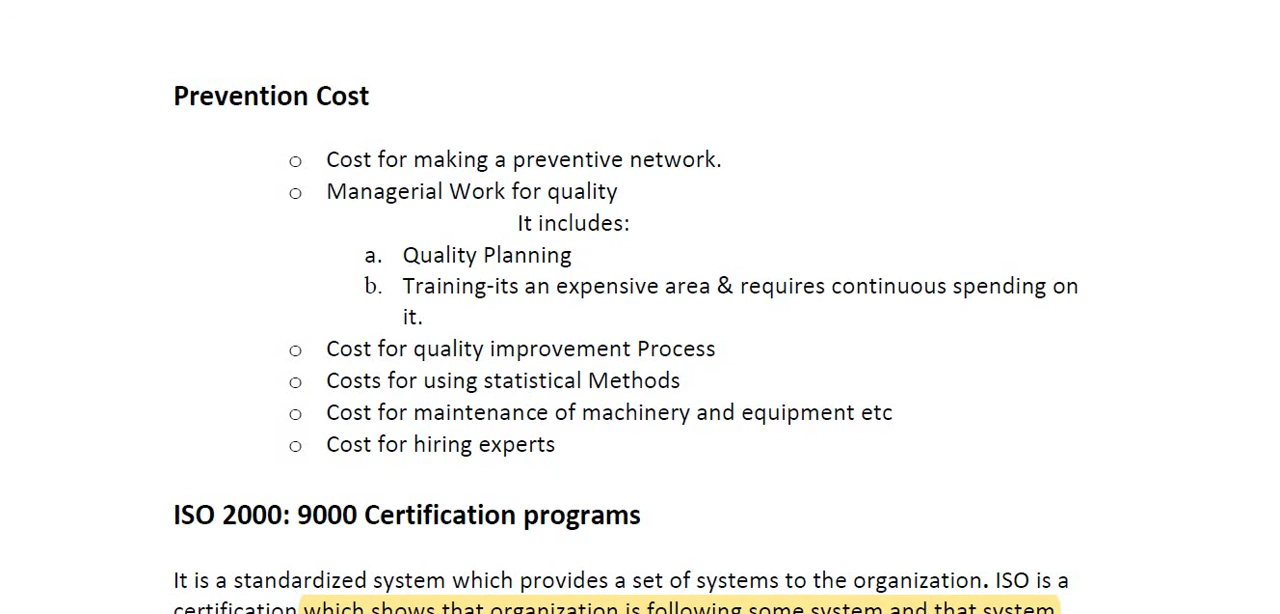 Prevention Cost
o Cost for making a preventive network.
o Managerial Work for quality
It includes:
a. Quality Planning
b. Training-its an expensive area & requires continuous spending on
it.
o Cost for quality improvement Process
o Costs for using statistical Methods
o Cost for maintenance of machinery and equipment etc
o Cost for hiring experts
ISO 2000: 9000 Certification programs
It is a standardized system which provides a set of systems to the organization. ISO is a
certification which shows that organization is following some system and that system